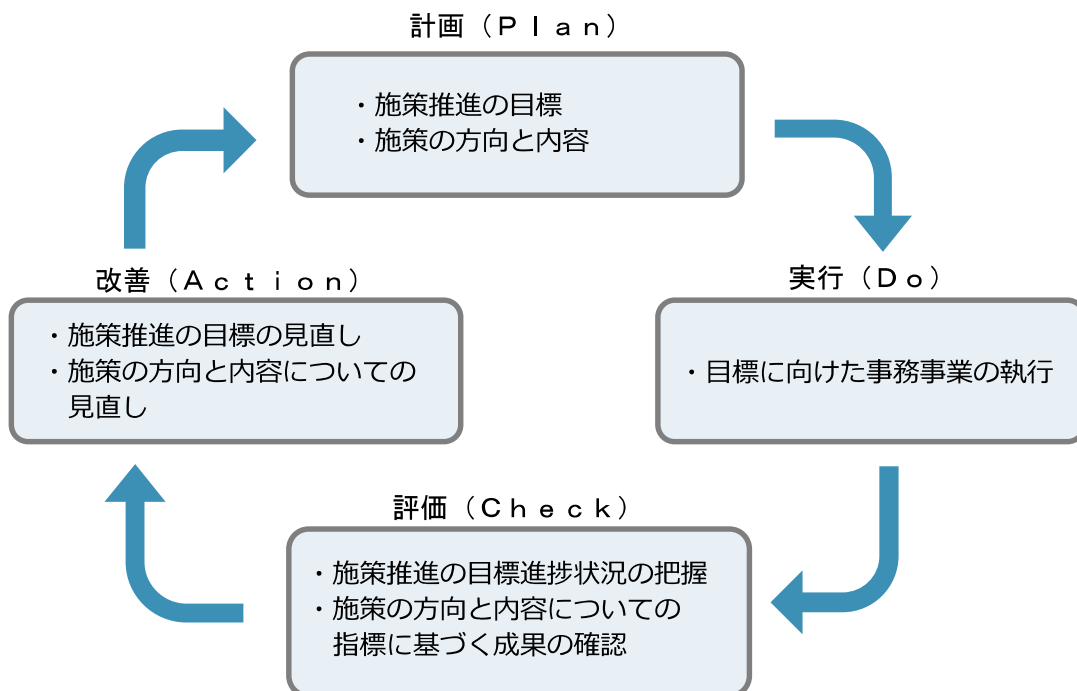 計画（Ｐｌａｎ）
・施策推進の目標
・施策の方向と内容
改善（Ａｃｔｉｏｎ）
・施策推進の目標の見直し
・施策の方向と内容についての
見直し
実行（Ｄｏ）
・目標に向けた事務事業の執行
評価（Ｃｈｅｃｋ）
・施策推進の目標進捗状況の把握
・施策の方向と内容についての
指標に基づく成果の確認